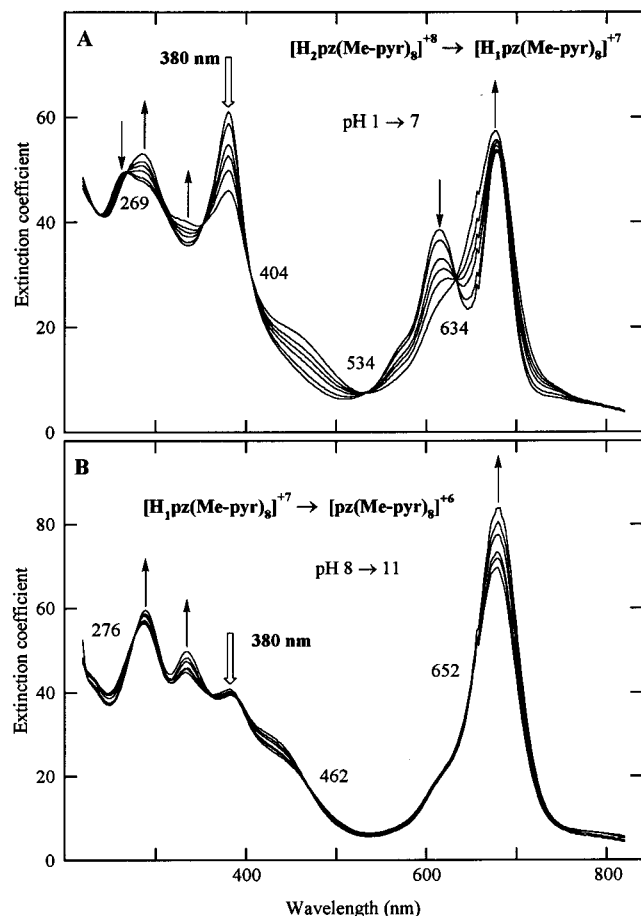 A
380 nm
[H₂pz(Me-pyr)₈]⁺⁸ → [H₁pz(Me-pyr)₈]⁺⁷
pH 1 → 7
60
40
20
0
269
404
534
634
Extinction coefficient
B
[H₁pz(Me-pyr)₈]⁺⁷ → [pz(Me-pyr)₈]⁺⁶
pH 8 → 11
80
60
40
20
0
276
380 nm
462
652
Extinction coefficient
400
600
800
Wavelength (nm)